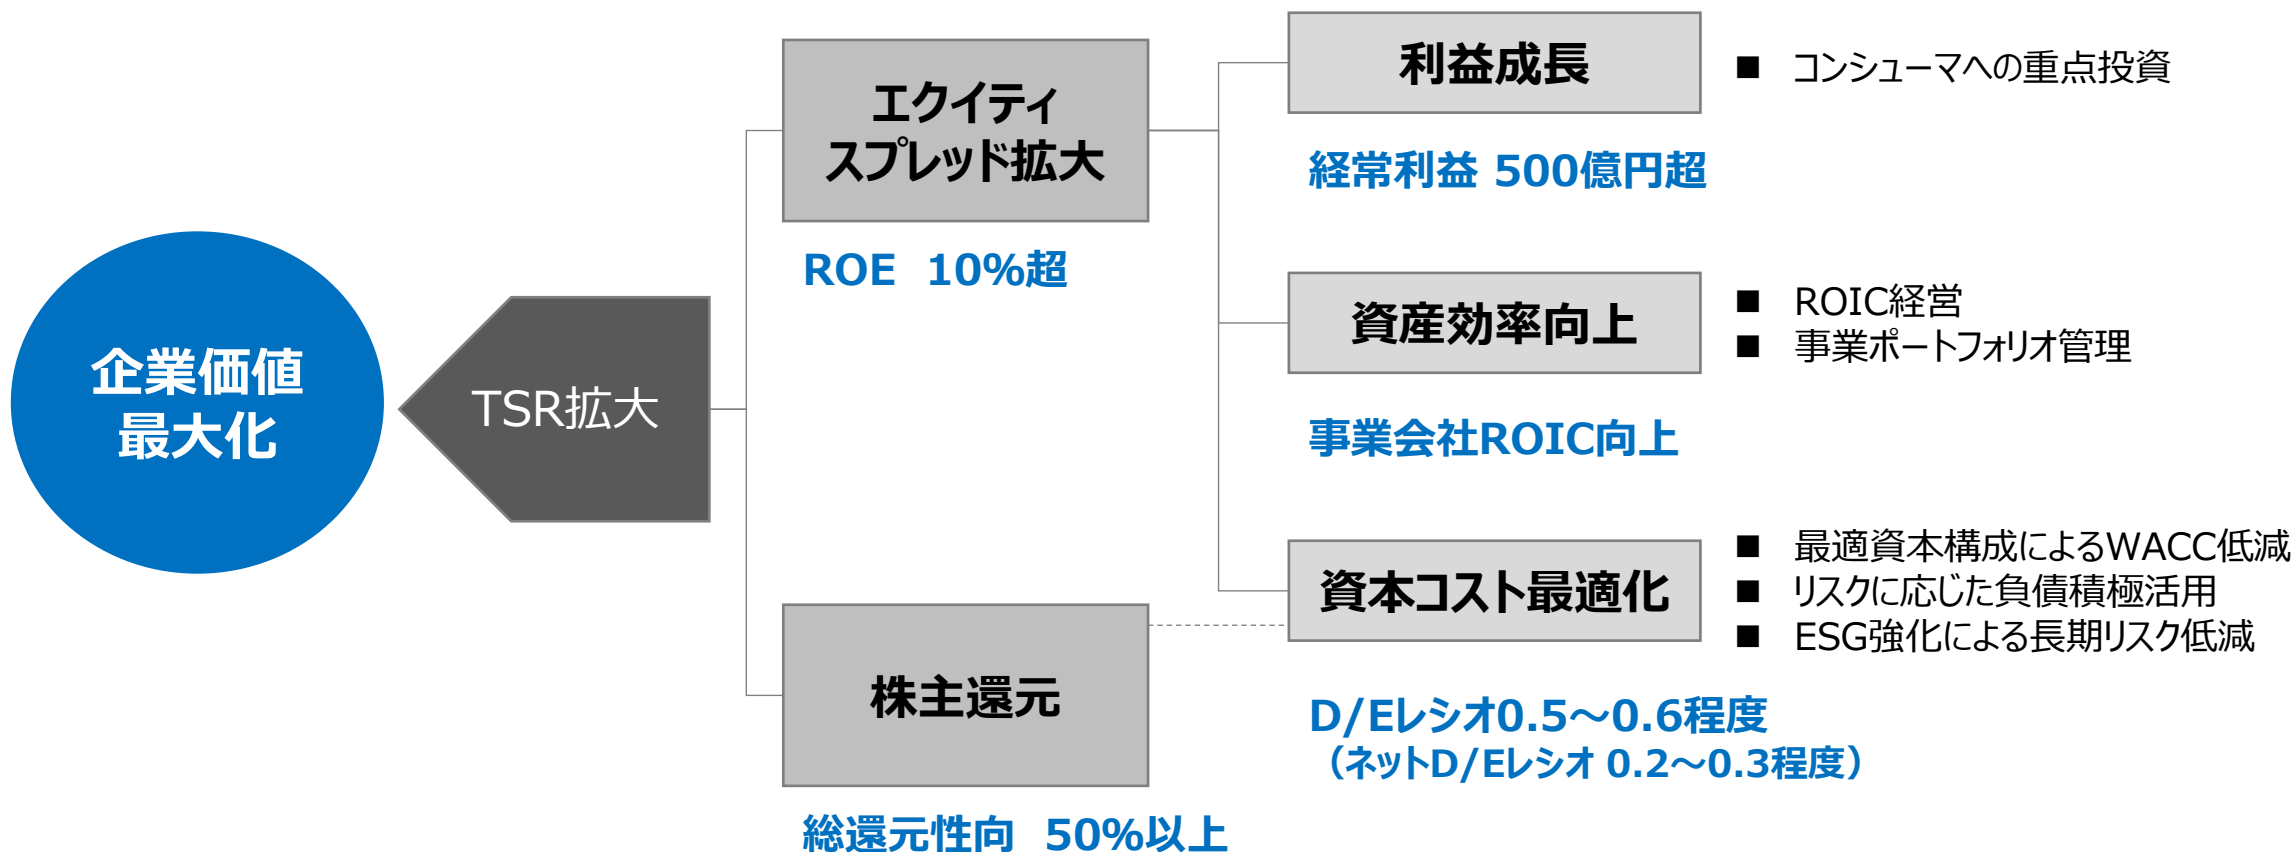 企業価値
最大化
TSR拡大
エクイティ
スプレッド拡大
ROE 10%超
株主還元
総還元性向 50%以上
利益成長
経常利益 500億円超
■ コンシューマへの重点投資
資産効率向上
事業会社ROIC向上
■ ROIC経営
■ 事業ポートフォリオ管理
資本コスト最適化
D/Eレシオ0.5～0.6程度
（ネットD/Eレシオ 0.2～0.3程度）
■ 最適資本構成によるWACC低減
■ リスクに応じた負債積極活用
■ ESG強化による長期リスク低減